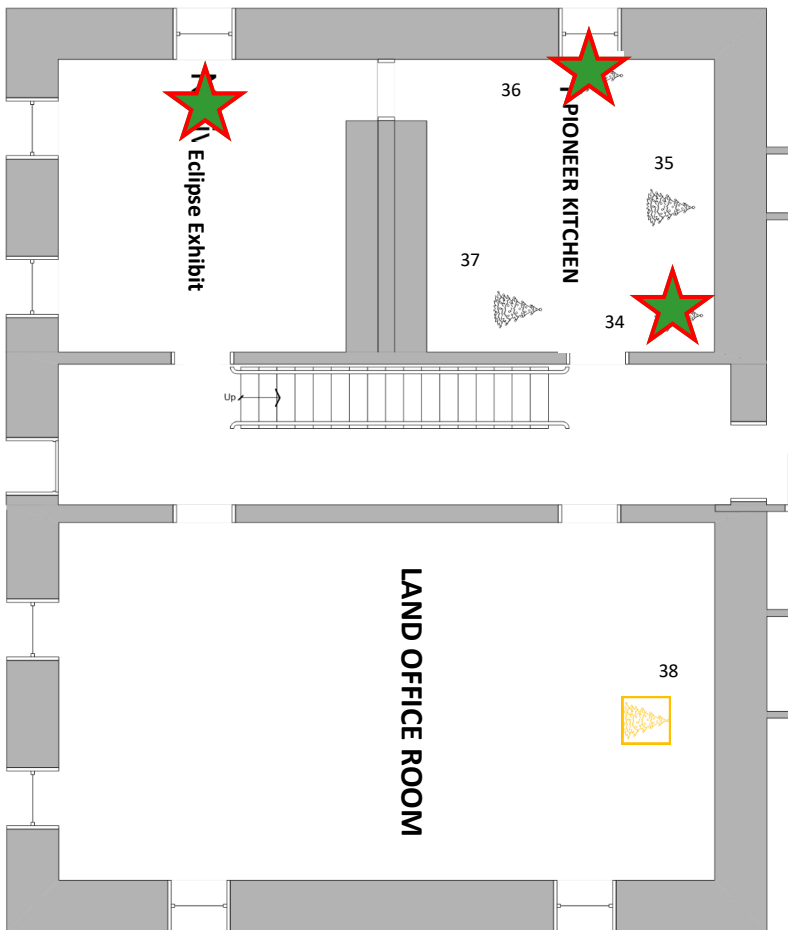 Eclipse Exhibit
PIONEER KITCHEN
36
35
37
34
Up
LAND OFFICE ROOM
38